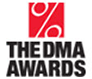 %
THE DMA
AWARDS